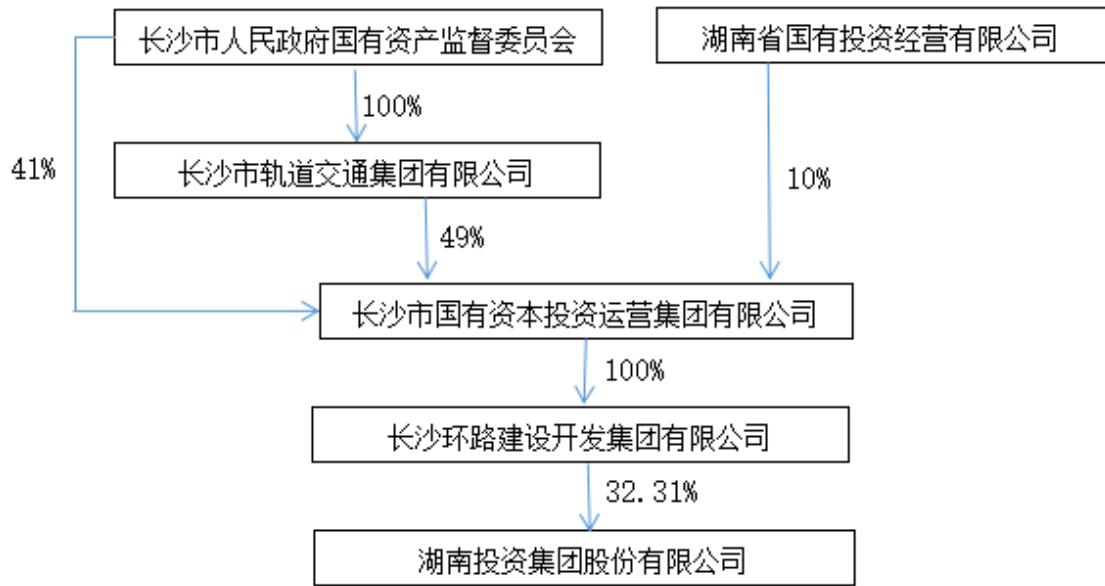 长沙市人民政府国有资产监督委员会
湖南省国有投资经营有限公司
100%
41%
长沙市轨道交通集团有限公司
10%
49%
长沙市国有资本投资运营集团有限公司
100%
长沙环路建设开发集团有限公司
32.31%
湖南投资集团股份有限公司